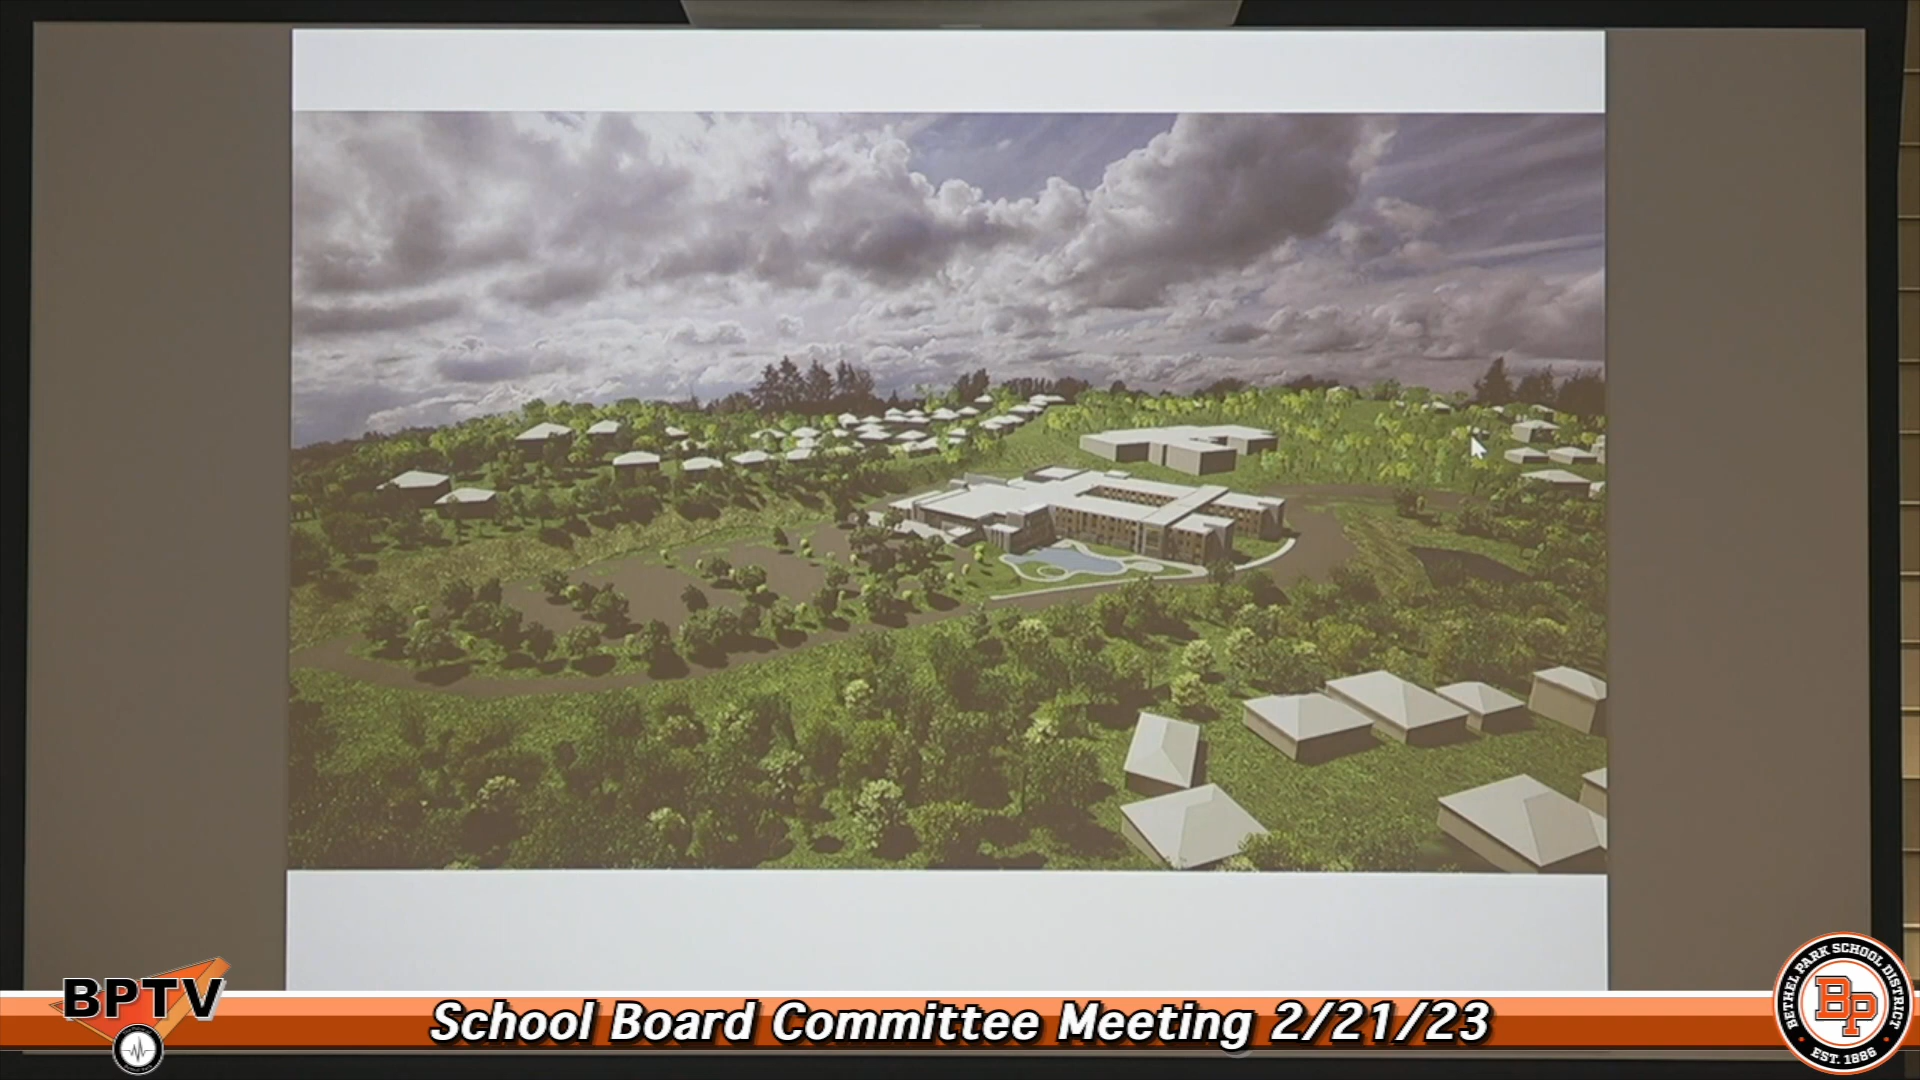 BPTV
School Board Committee Meeting 2/21/23
BETHEL PARK SCHOOL DISTRICT
BP
EST. 1886